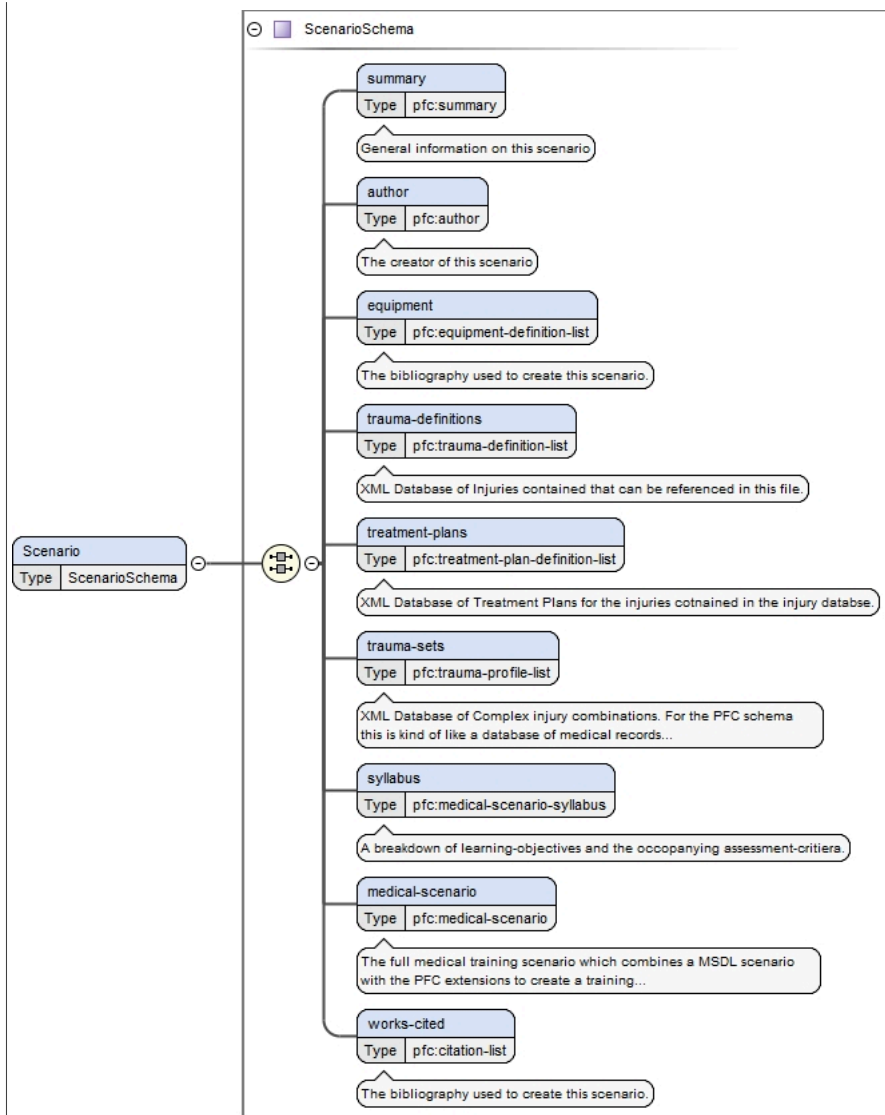 ScenarioSchema
summary
Type pfc:summary
General information on this scenario
author
Type pfc:author
The creator of this scenario
equipment
Type pfc:equipment-definition-list
The bibliography used to create this scenario.
trauma-definitions
Type pfc:trauma-definition-list
XML Database of Injuries contained that can be referenced in this file.
Scenario
Type ScenarioSchema
treatment-plans
Type pfc:treatment-plan-definition-list
XML Database of Treatment Plans for the injuries cotnained in the injury databse.
trauma-sets
Type pfc:trauma-profile-list
XML Database of Complex injury combinations. For the PFC schema
this is kind of like a database of medical records...
syllabus
Type pfc:medical-scenario-syllabus
A breakdown of learning-objectives and the occopanying assessment-critiera.
medical-scenario
Type pfc:medical-scenario
The full medical training scenario which combines a MSDL scenario
with the PFC extensions to create a training...
works-cited
Type pfc:citation-list
The bibliography used to create this scenario.